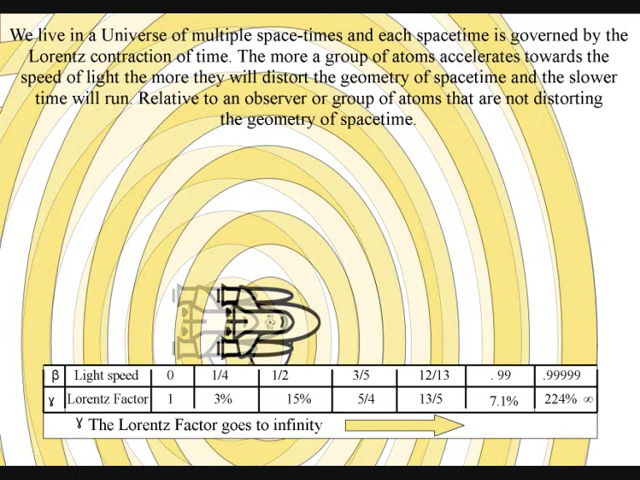 We live in a Universe of multiple space-times and each spacetime is governed by the
Lorentz contraction of time. The more a group of atoms accelerates towards the
speed of light the more they will distort the geometry of spacetime and the slower
time will run. Relative to an observer or group of atoms that are not distorting
the geometry of spacetime.
β Light speed 0 1/4 1/2 3/5 12/13 . 99 .99999
γ Lorentz Factor 1 3% 15% 5/4 13/5 7.1% 224% ∞
γ The Lorentz Factor goes to infinity